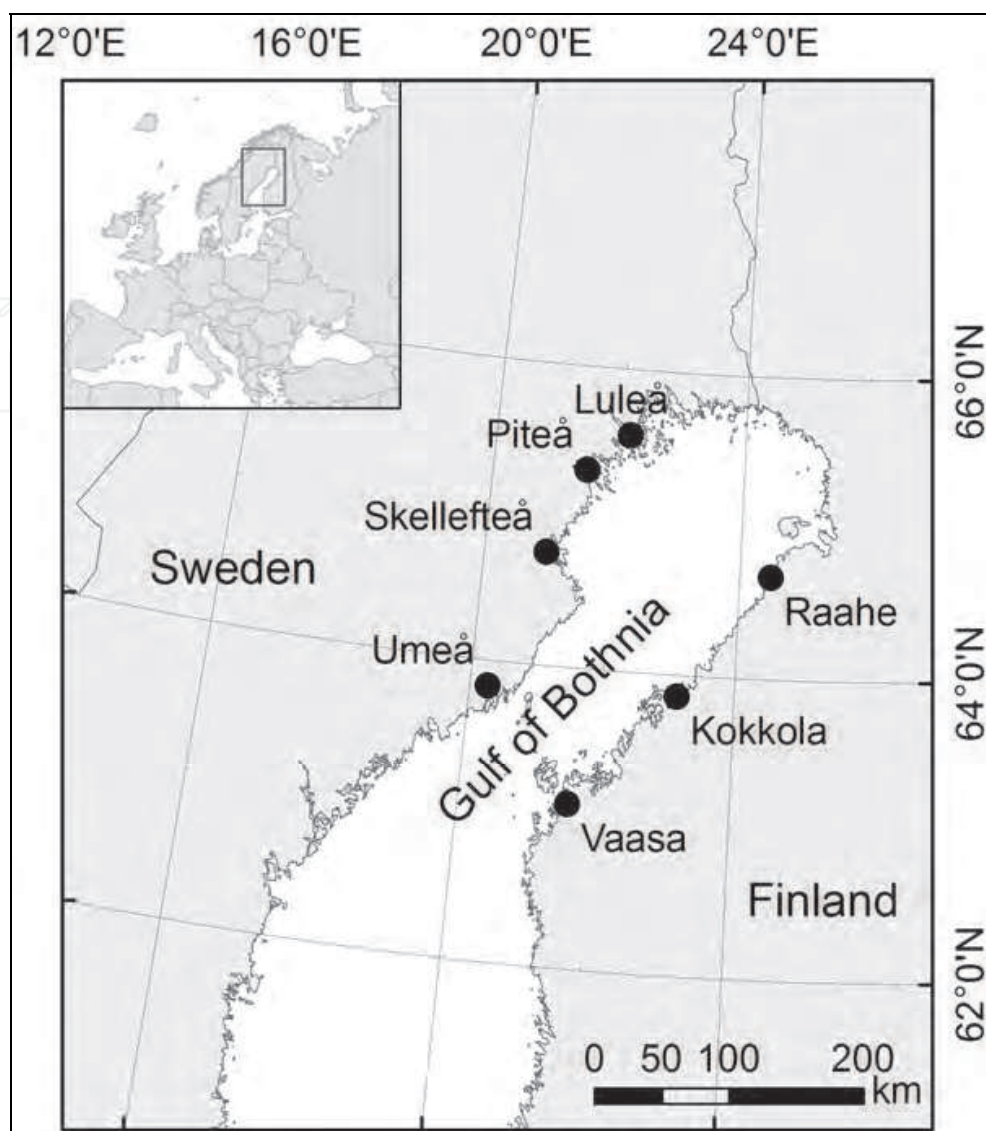 12°0'E 16°0'E 20°0'E 24°0'E
66°0'N
Luleå
Piteå
Skellefteå
Sweden
Raahe
Umeå
64°0'N
Gulf of Bothnia
Kokkola
Vaasa
Finland
62°0'N
0 50 100 200
km